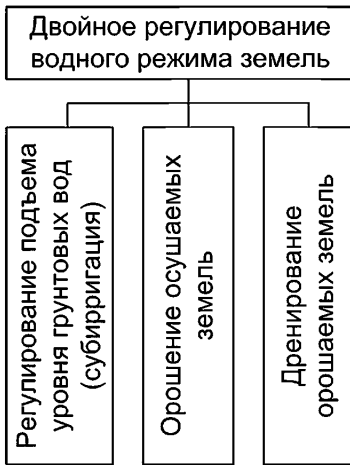 Двойное регулирование
водного режима земель
Регулирование подъема
уровня грунтовых вод
(субирригация)
Орошение осушаемых
земель
Дренирование
орошаемых земель